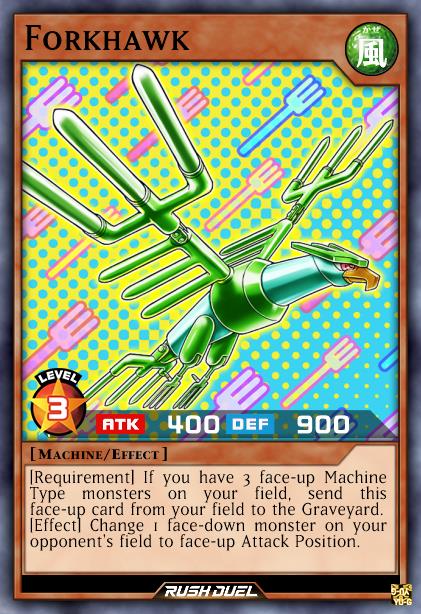 FORKHAWK
かぜ
風
LEVEL
3
ATK 400 DEF 900
[MACHINE/EFFECT]
[Requirement] If you have 3 face-up Machine
Type monsters on your field, send this
face-up card from your field to the Graveyard.
[Effect] Change 1 face-down monster on your
opponent's field to face-up Attack Position.
RUSH DUEL